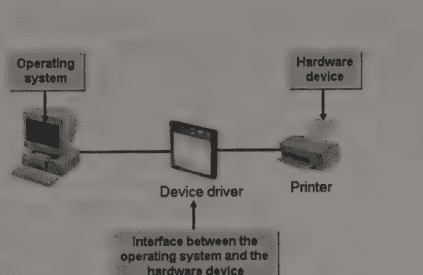 Operating
system
Hardware
device
Device driver
Printer
Interface between the
operating system and the
hardware device